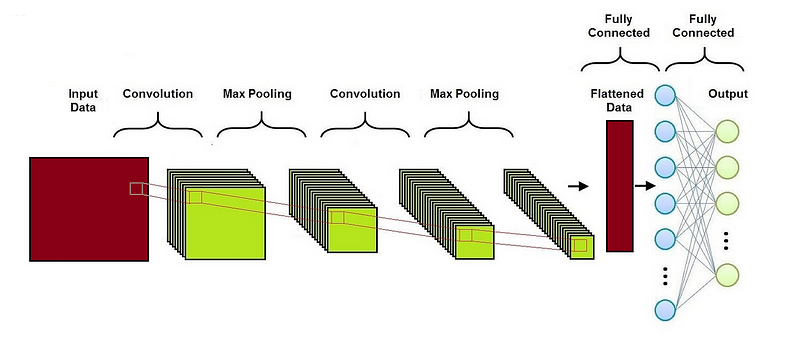 Fully
Connected
Fully
Connected
Input
Data
Convolution
Max Pooling
Convolution
Max Pooling
Flattened
Data
Output